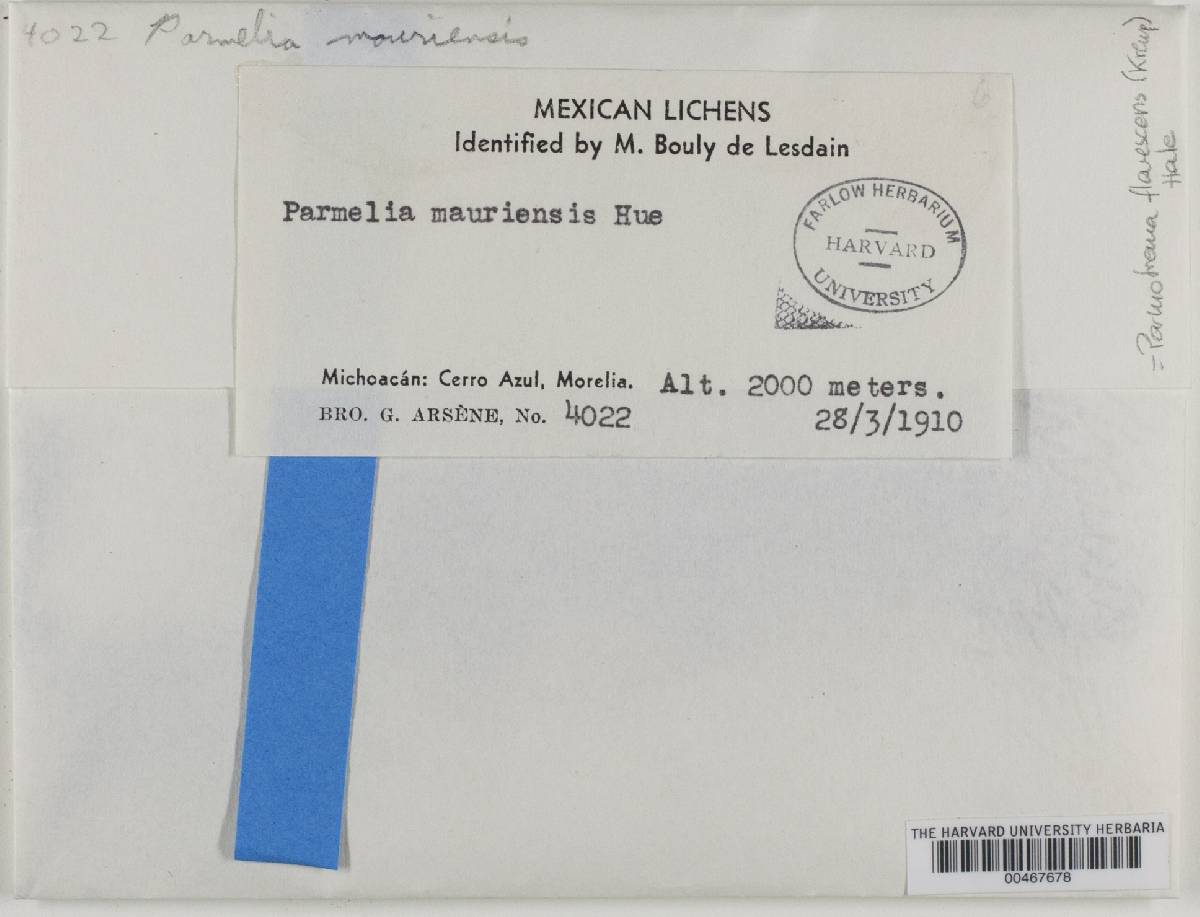 4022 Parmelia mauriensis
MEXICAN LICHENS
Identified by M. Bouly de Lesdain
Parmelia mauriensis Hue
FARLOW HERBARIUM
HARVARD
UNIVERSITY
Michoacán: Cerro Azul, Morelia. Alt. 2000 meters.
BRO. G. ARSÈNE, No. 4022 28/3/1910
= Parmotrema flavescens (Kremp)
Hale
THE HARVARD UNIVERSITY HERBARIA
00467678